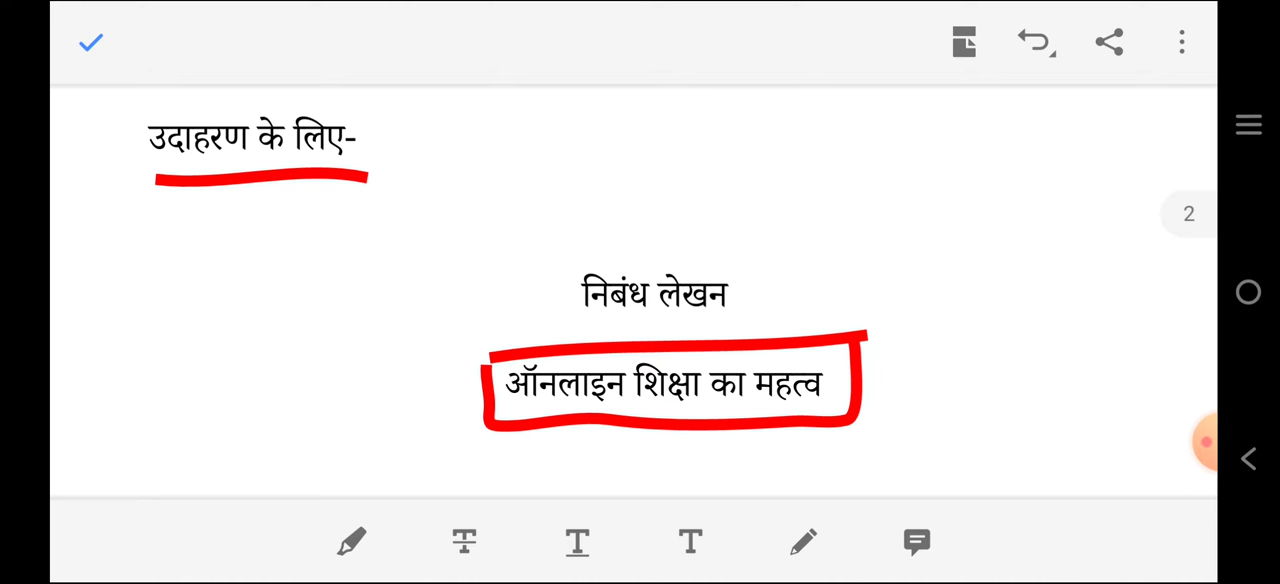 उदाहरण के लिए-
2
निबंध लेखन
ऑनलाइन शिक्षा का महत्व